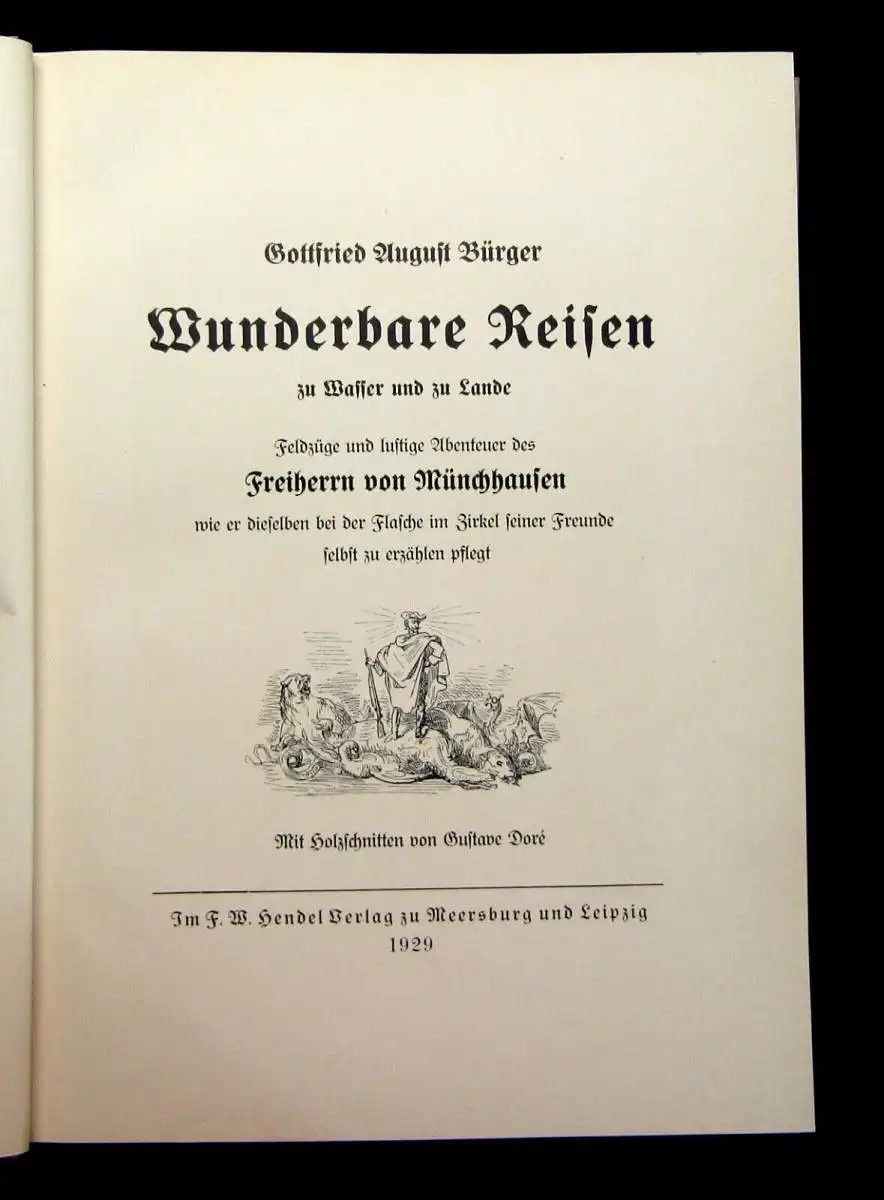 Gottfried August Bürger
Wunderbare Reisen
zu Wasser und zu Lande
Feldzüge und lustige Abenteuer des
Freiherrn von Münchhausen
wie er dieselben bei der Flasche im Zirkel seiner Freunde
selbst zu erzählen pflegt
Mit Holzschnitten von Gustave Doré
Im F. W. Hendel Verlag zu Meersburg und Leipzig
1929